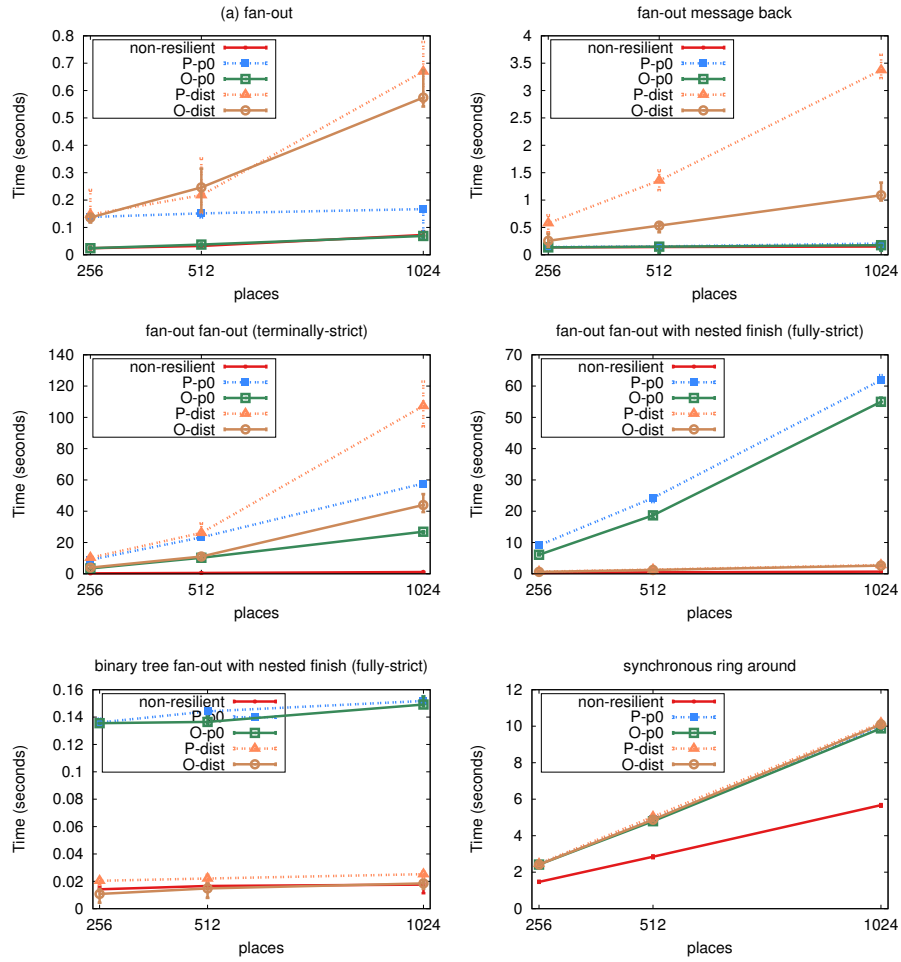 (a) fan-out
Time (seconds)
0.8
0.7
0.6
0.5
0.4
0.3
0.2
0.1
0
non-resilient
P-p0
O-p0
P-dist
O-dist
256
512
1024
places
fan-out message back
Time (seconds)
4
3.5
3
2.5
2
1.5
1
0.5
0
non-resilient
P-p0
O-p0
P-dist
O-dist
256
512
1024
places
fan-out fan-out (terminally-strict)
Time (seconds)
140
120
100
80
60
40
20
0
non-resilient
P-p0
O-p0
P-dist
O-dist
256
512
1024
places
fan-out fan-out with nested finish (fully-strict)
Time (seconds)
70
60
50
40
30
20
10
0
non-resilient
P-p0
O-p0
P-dist
O-dist
256
512
1024
places
binary tree fan-out with nested finish (fully-strict)
Time (seconds)
0.16
0.14
0.12
0.1
0.08
0.06
0.04
0.02
0
non-resilient
P-p0
O-p0
P-dist
O-dist
256
512
1024
places
synchronous ring around
Time (seconds)
12
10
8
6
4
2
0
non-resilient
P-p0
O-p0
P-dist
O-dist
256
512
1024
places